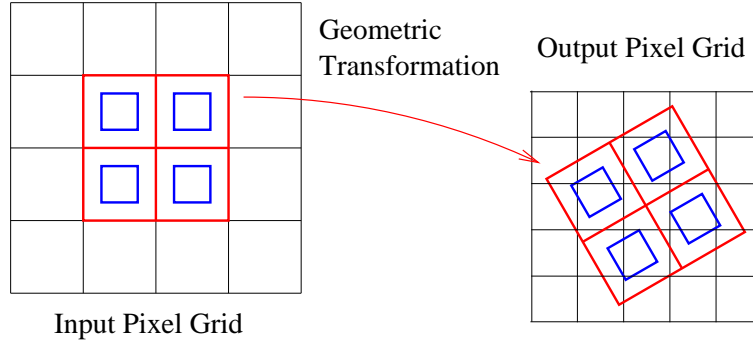 Geometric
Transformation
Output Pixel Grid
Input Pixel Grid